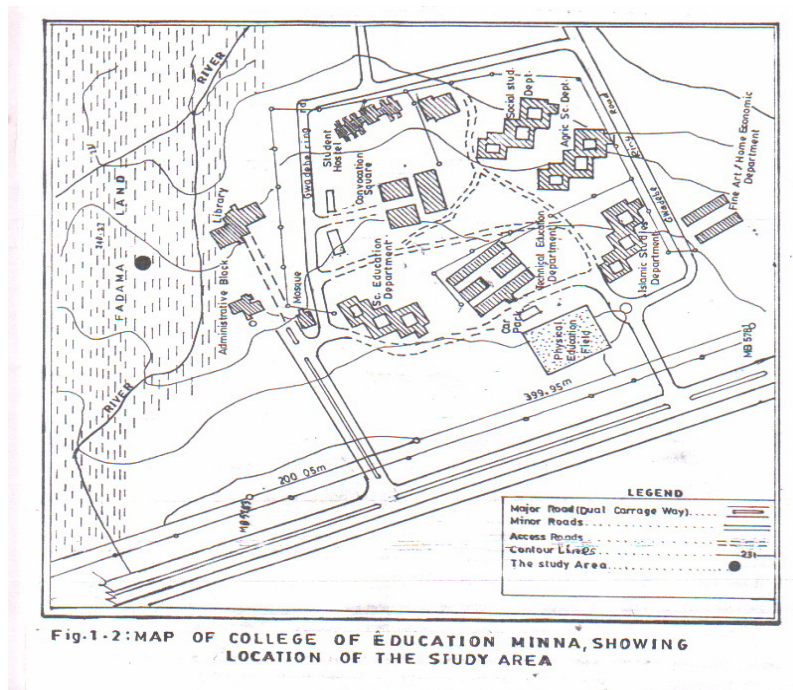 RIVER
FADAMA LAND
RIVER
Library
Administrative Block
Mosque
Gwadehering rd
Student
Hostel
Convocation
Square
Social stud.
Dept.
Agric Sc. Dept.
Road
Ring
Gwadebe
Fine Art / Home Economic
Department
Sc. Education
Department
Technical Education
Department
Islamic Studies
Department
Car
Park
Physical
Education
Field
399.95m
200.05m
LEGEND
Major Road (Dual Carrage Way)....
Minor Roads....
Access Roads....
Contour Lines.... 231
The study Area....
Fig.1-2: MAP OF COLLEGE OF EDUCATION MINNA, SHOWING
LOCATION OF THE STUDY AREA